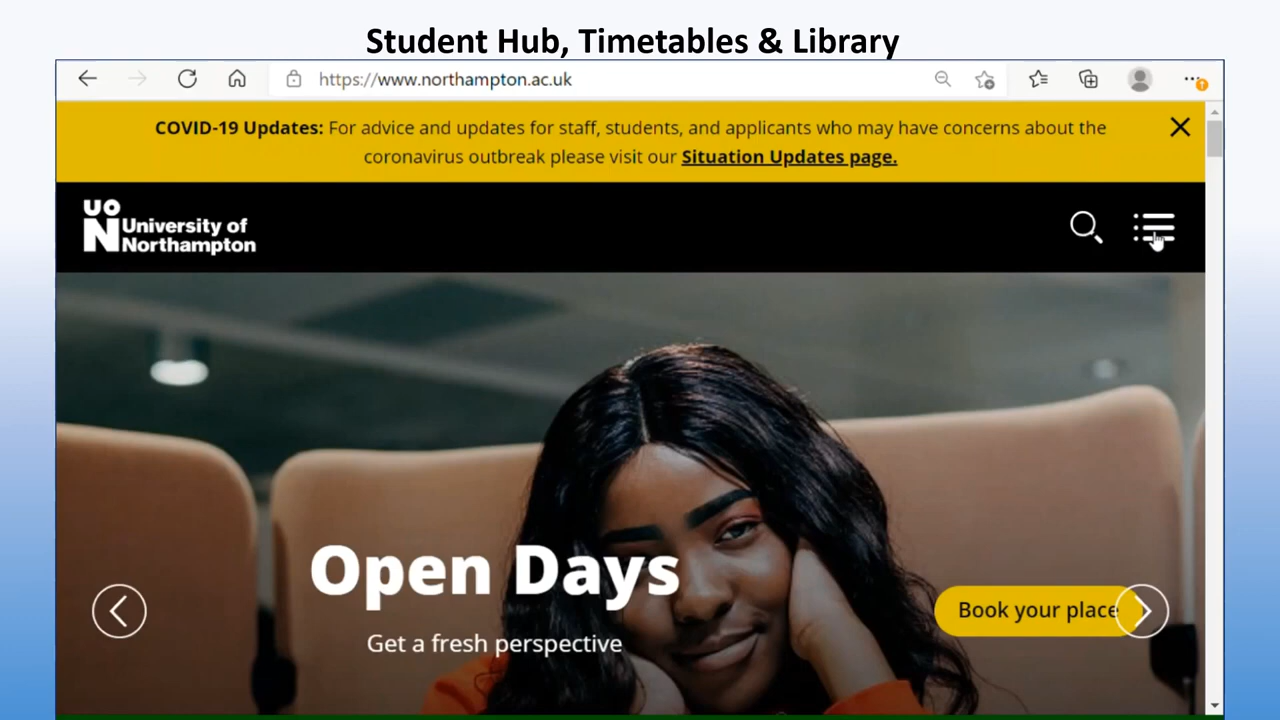 Student Hub, Timetables & Library
https://www.northampton.ac.uk
COVID-19 Updates: For advice and updates for staff, students, and applicants who may have concerns about the
coronavirus outbreak please visit our Situation Updates page.
UO
N University of
Northampton
Open Days
Book your place
Get a fresh perspective